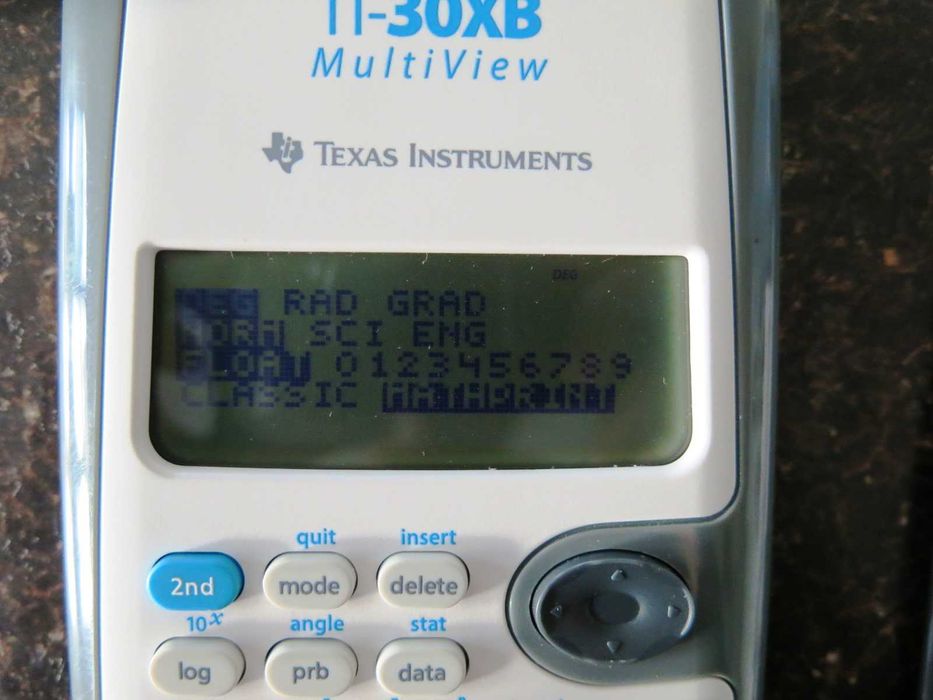 TI-30XB
MultiView
TEXAS INSTRUMENTS
DEG
DEG RAD GRAD
NORM SCI ENG
FLOAT 0123456789
CLASSIC MATHPRINT
quit insert
2nd mode delete
10ˣ angle stat
log prb data